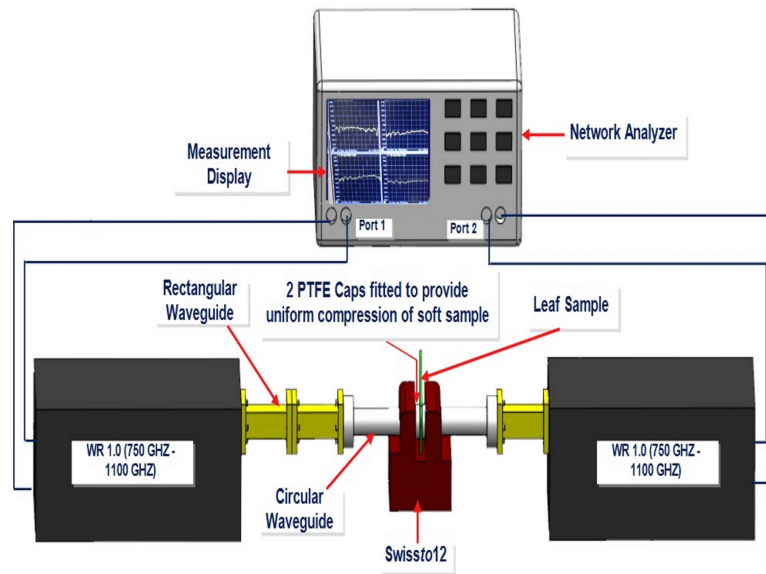 Network Analyzer
Measurement
Display
Port 1
Port 2
Rectangular
Waveguide
2 PTFE Caps fitted to provide
uniform compression of soft sample
Leaf Sample
WR 1.0 (750 GHZ -
1100 GHZ)
WR 1.0 (750 GHZ -
1100 GHZ)
Circular
Waveguide
Swissto12